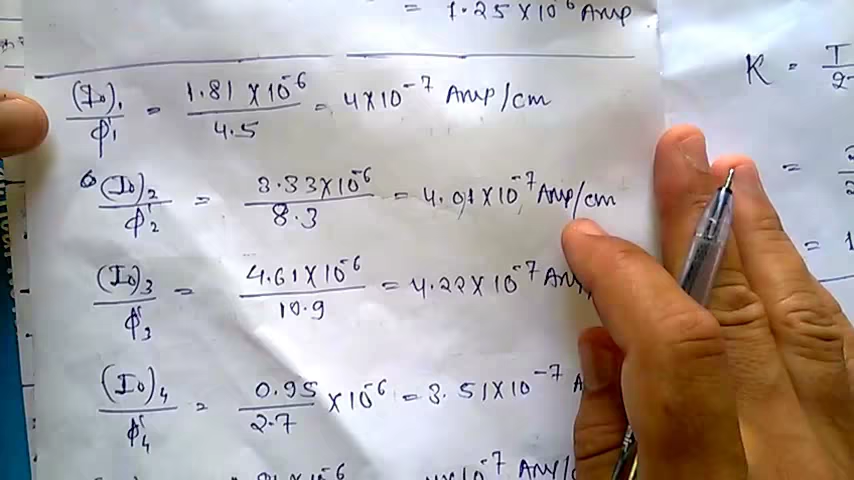 = 1.25 × 10⁻⁶ Amp
(I₀)₁/ϕ₁ = 1.81 × 10⁻⁶/4.5 = 4 × 10⁻⁷ Amp/cm
(I₀)₂/ϕ₂ = 3.33 × 10⁻⁶/8.3 = 4.01 × 10⁻⁷ Amp/cm
(I₀)₃/ϕ₃ = 4.61 × 10⁻⁶/10.9 = 4.22 × 10⁻⁷ Am
(I₀)₄/ϕ₄ = 0.95/2.7 × 10⁻⁶ = 3.51 × 10⁻⁷ A
K = T
=
= 1